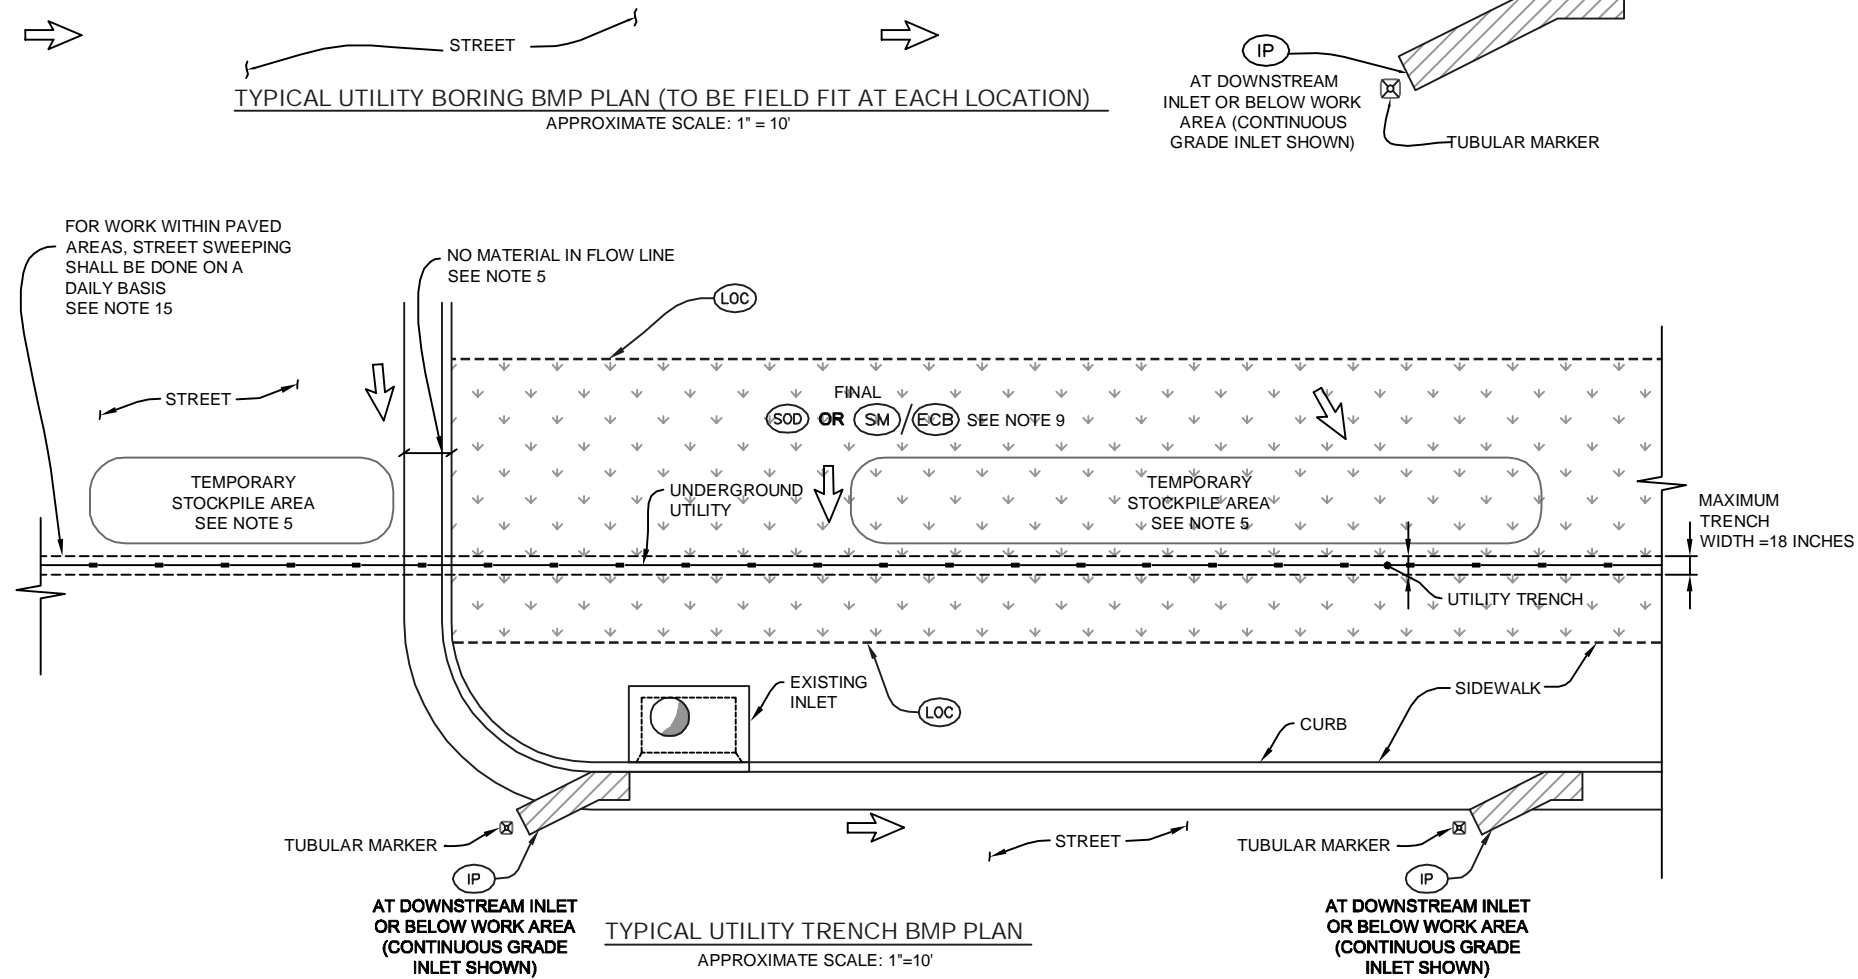 STREET
TYPICAL UTILITY BORING BMP PLAN (TO BE FIELD FIT AT EACH LOCATION)
APPROXIMATE SCALE: 1" = 10'
IP
AT DOWNSTREAM
INLET OR BELOW WORK
AREA (CONTINUOUS
GRADE INLET SHOWN)
TUBULAR MARKER
FOR WORK WITHIN PAVED
AREAS, STREET SWEEPING
SHALL BE DONE ON A
DAILY BASIS
SEE NOTE 15
NO MATERIAL IN FLOW LINE
SEE NOTE 5
LOC
STREET
FINAL
SOD OR SM / ECB SEE NOTE 9
TEMPORARY
STOCKPILE AREA
SEE NOTE 5
UNDERGROUND
UTILITY
TEMPORARY
STOCKPILE AREA
SEE NOTE 5
MAXIMUM
TRENCH
WIDTH =18 INCHES
UTILITY TRENCH
EXISTING
INLET
LOC
SIDEWALK
CURB
TUBULAR MARKER
IP
AT DOWNSTREAM INLET
OR BELOW WORK AREA
(CONTINUOUS GRADE
INLET SHOWN)
STREET
TUBULAR MARKER
IP
AT DOWNSTREAM INLET
OR BELOW WORK AREA
(CONTINUOUS GRADE
INLET SHOWN)
TYPICAL UTILITY TRENCH BMP PLAN
APPROXIMATE SCALE: 1"=10'